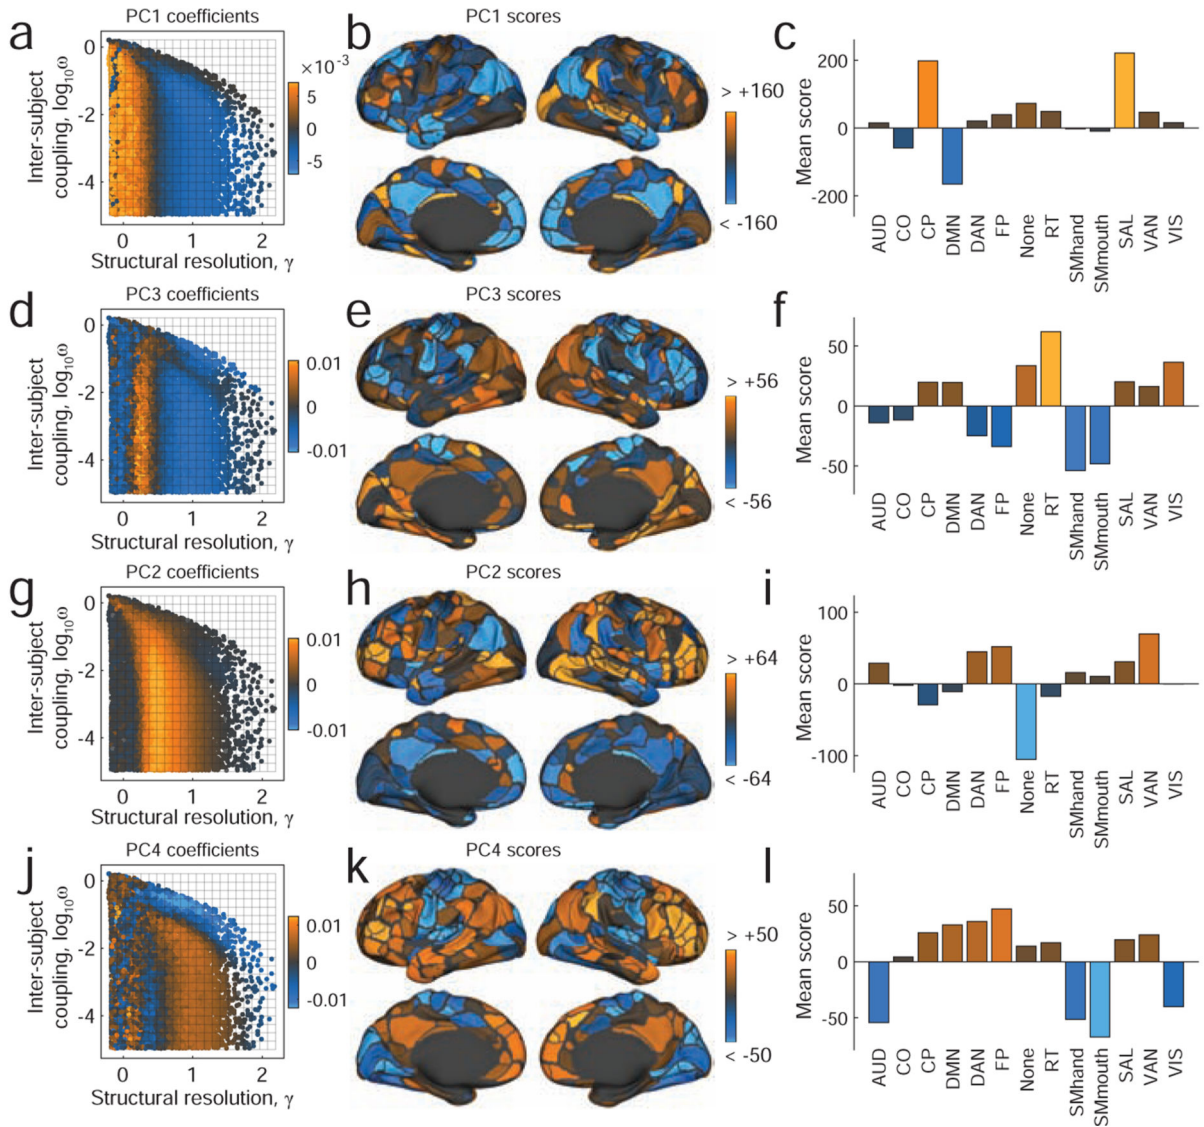 a
PC1 coefficients
Inter-subject
coupling, log10ω
0
-2
-4
0 1 2
Structural resolution, γ
×10-3
5
0
-5
b
PC1 scores
> +160
< -160
c
Mean score
200
0
-200
AUD CO CP DMN DAN FP None RT SMhand SMmouth SAL VAN VIS
d
PC3 coefficients
Inter-subject
coupling, log10ω
0
-2
-4
0 1 2
Structural resolution, γ
0.01
0
-0.01
e
PC3 scores
> +56
< -56
f
Mean score
50
0
-50
AUD CO CP DMN DAN FP None RT SMhand SMmouth SAL VAN VIS
g
PC2 coefficients
Inter-subject
coupling, log10ω
0
-2
-4
0 1 2
Structural resolution, γ
0.01
0
-0.01
h
PC2 scores
> +64
< -64
i
Mean score
100
0
-100
AUD CO CP DMN DAN FP None RT SMhand SMmouth SAL VAN VIS
j
PC4 coefficients
Inter-subject
coupling, log10ω
0
-2
-4
0 1 2
Structural resolution, γ
0.01
0
-0.01
k
PC4 scores
> +50
< -50
l
Mean score
50
0
-50
AUD CO CP DMN DAN FP None RT SMhand SMmouth SAL VAN VIS